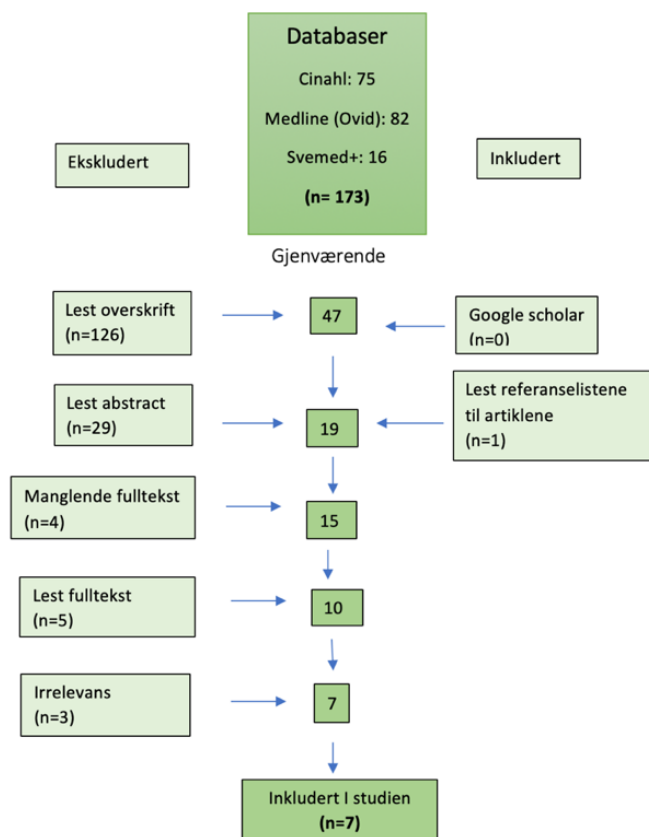 Databaser
Cinahl: 75
Medline (Ovid): 82
Svemed+: 16
(n= 173)
Ekskludert
Inkludert
Gjenværende
Lest overskrift
(n=126)
47
Google scholar
(n=0)
Lest abstract
(n=29)
19
Lest referanselistene
til artiklene
(n=1)
Manglende fulltekst
(n=4)
15
Lest fulltekst
(n=5)
10
Irrelevans
(n=3)
7
Inkludert I studien
(n=7)